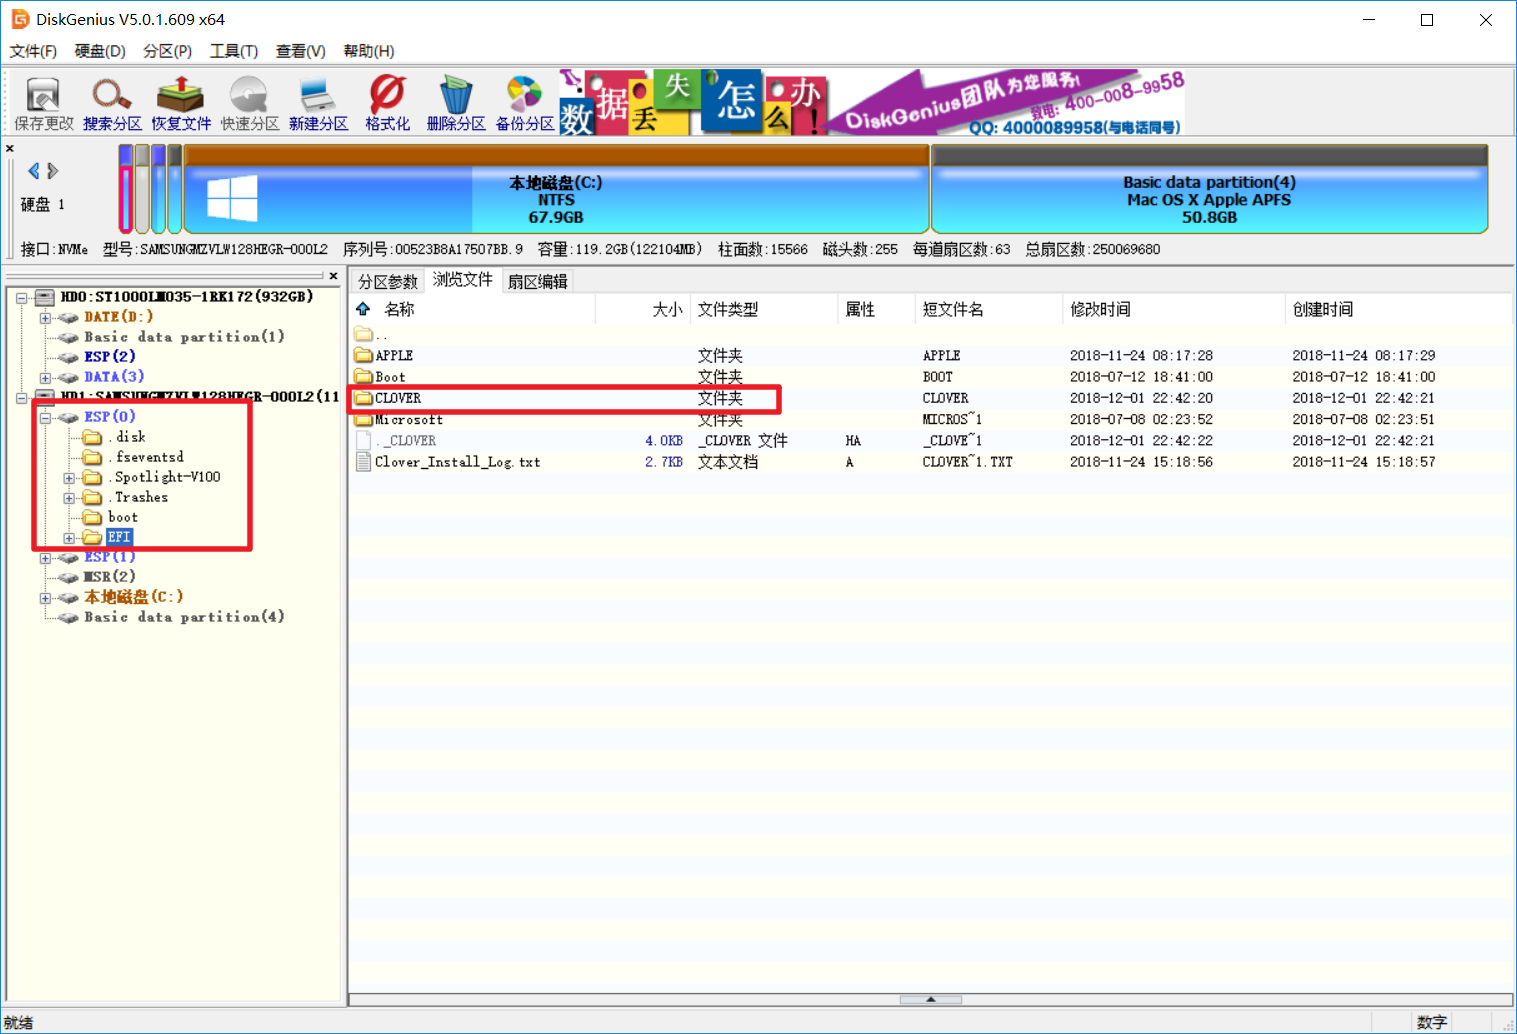 DiskGenius V5.0.1.609 x64
文件(F) 硬盘(D) 分区(P) 工具(T) 查看(V) 帮助(H)
保存更改 搜索分区 恢复文件 快速分区 新建分区 格式化 删除分区 备份分区
数据丢失怎么办!
DiskGenius团队为您服务!
致电: 400-008-9958
QQ: 4000089958(与电话同号)
硬盘 1
本地磁盘(C:)
NTFS
67.9GB
Basic data partition(4)
Mac OS X Apple APFS
50.8GB
接口:NVMe 型号:SAMSUNGMZVLW128HEGR-000L2 序列号:00523B8A17507BB.9 容量:119.2GB(122104MB) 柱面数:15566 磁头数:255 每道扇区数:63 总扇区数:250069680
HD0:ST1000LM035-1RK172(932GB)
DATE(D:)
Basic data partition(1)
ESP(2)
DATA(3)
HD1:SAMSUNGMZVLW128HEGR-000L2(11
ESP(0)
.disk
.fseventsd
.Spotlight-V100
.Trashes
boot
EFI
ESP(1)
MSR(2)
本地磁盘(C:)
Basic data partition(4)
分区参数 浏览文件 扇区编辑
名称 大小 文件类型 属性 短文件名 修改时间 创建时间
..
APPLE 文件夹 APPLE 2018-11-24 08:17:28 2018-11-24 08:17:29
Boot 文件夹 BOOT 2018-07-12 18:41:00 2018-07-12 18:41:00
CLOVER 文件夹 CLOVER 2018-12-01 22:42:20 2018-12-01 22:42:21
Microsoft 文件夹 MICROS~1 2018-07-08 02:23:52 2018-07-08 02:23:51
._CLOVER 4.0KB _CLOVER 文件 HA _CLOVE~1 2018-12-01 22:42:22 2018-12-01 22:42:21
Clover_Install_Log.txt 2.7KB 文本文档 A CLOVER~1.TXT 2018-11-24 15:18:56 2018-11-24 15:18:57
就绪
数字